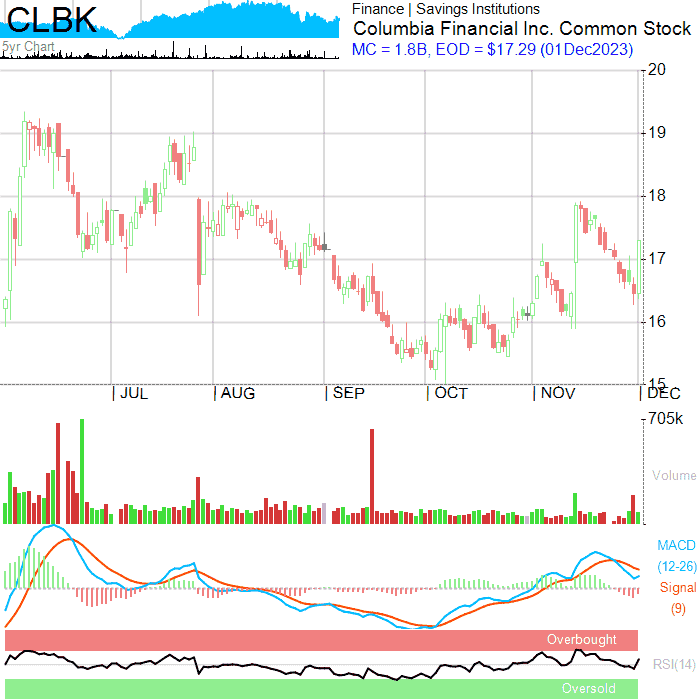 CLBK
5yr Chart
Finance | Savings Institutions
Columbia Financial Inc. Common Stock
MC = 1.8B, EOD = $17.29 (01Dec2023)
20
19
18
17
16
15
| JUL | AUG | SEP | OCT | NOV | DEC
705k
Volume
MACD
(12-26)
Signal
(9)
Overbought
RSI(14)
Oversold